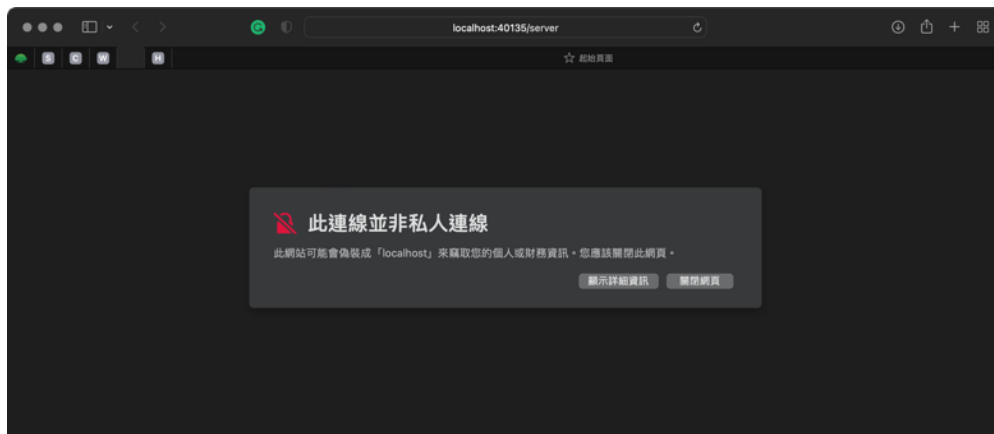 localhost:40135/server
S C W H
起始頁面
此連線並非私人連線
此網站可能會偽裝成「localhost」來竊取您的個人或財務資訊。您應該關閉此網頁。
顯示詳細資訊 關閉網頁